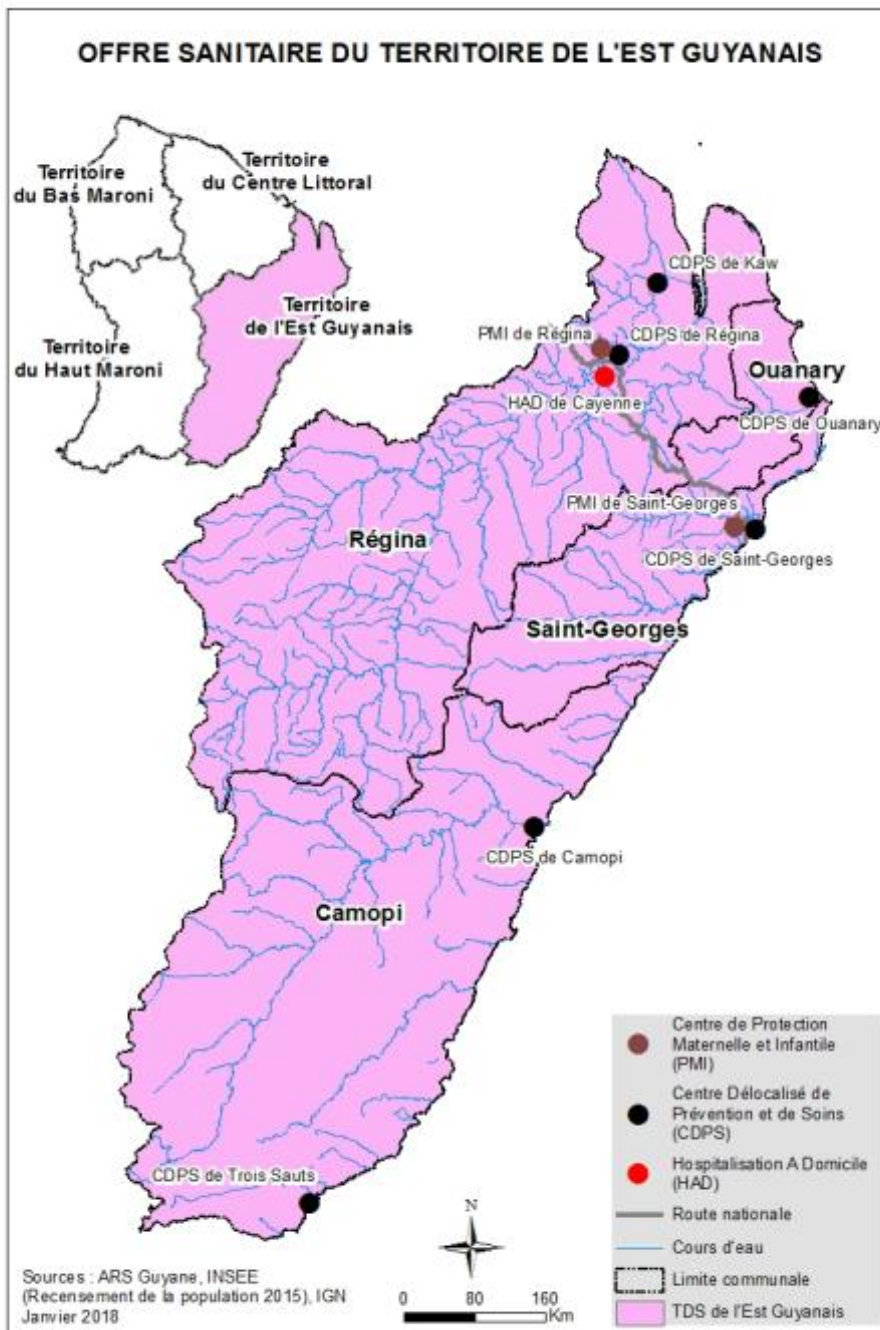 OFFRE SANITAIRE DU TERRITOIRE DE L'EST GUYANAIS
Territoire
du Bas Maroni
Territoire
du Centre Littoral
Territoire
de l'Est Guyanais
Territoire
du Haut Maroni
CDPS de Kaw
PMI de Régina
CDPS de Régina
HAD de Cayenne
Ouanary
CDPS de Ouanary
PMI de Saint-Georges
CDPS de Saint-Georges
Régina
Saint-Georges
CDPS de Camopi
Camopi
CDPS de Trois Sauts
Centre de Protection
Maternelle et Infantile
(PMI)
Centre Délocalisé de
Prévention et de Soins
(CDPS)
Hospitalisation A Domicile
(HAD)
Route nationale
Cours d'eau
Limite communale
TDS de l'Est Guyanais
N
0 80 160
Km
Sources : ARS Guyane, INSEE
(Recensement de la population 2015), IGN
Janvier 2018